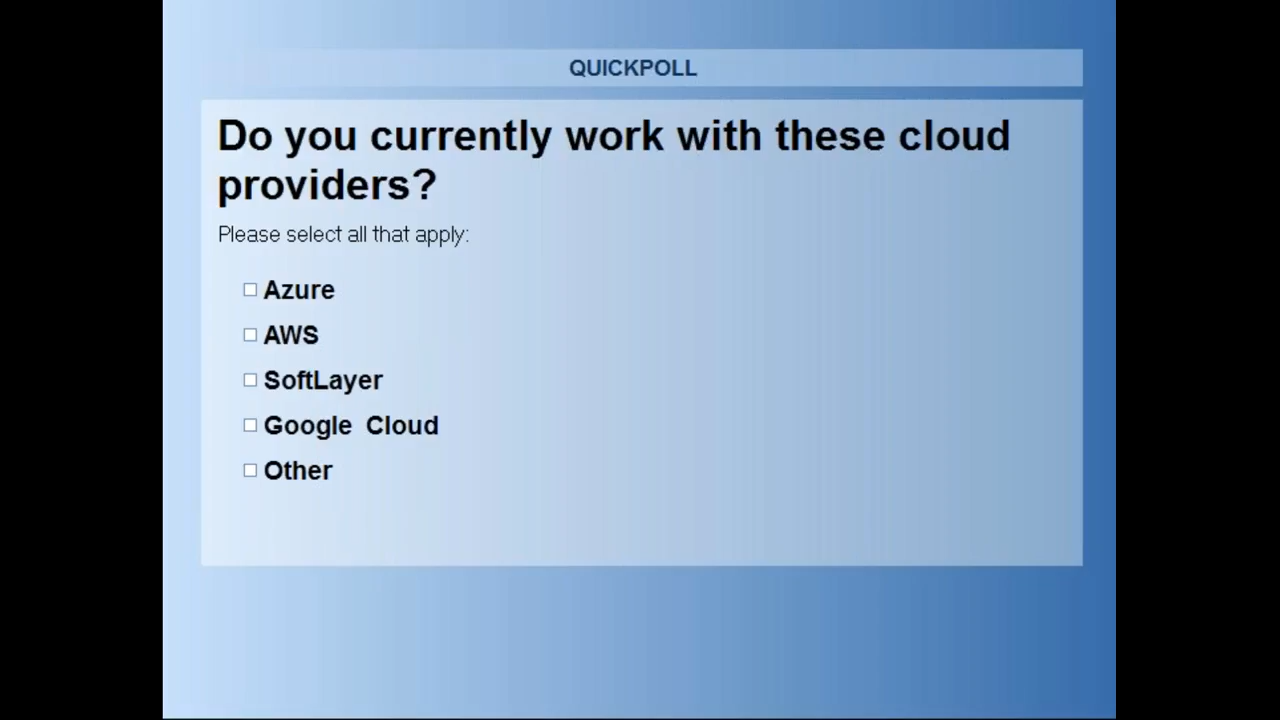 QUICKPOLL
Do you currently work with these cloud
providers?
Please select all that apply:
Azure
AWS
SoftLayer
Google Cloud
Other